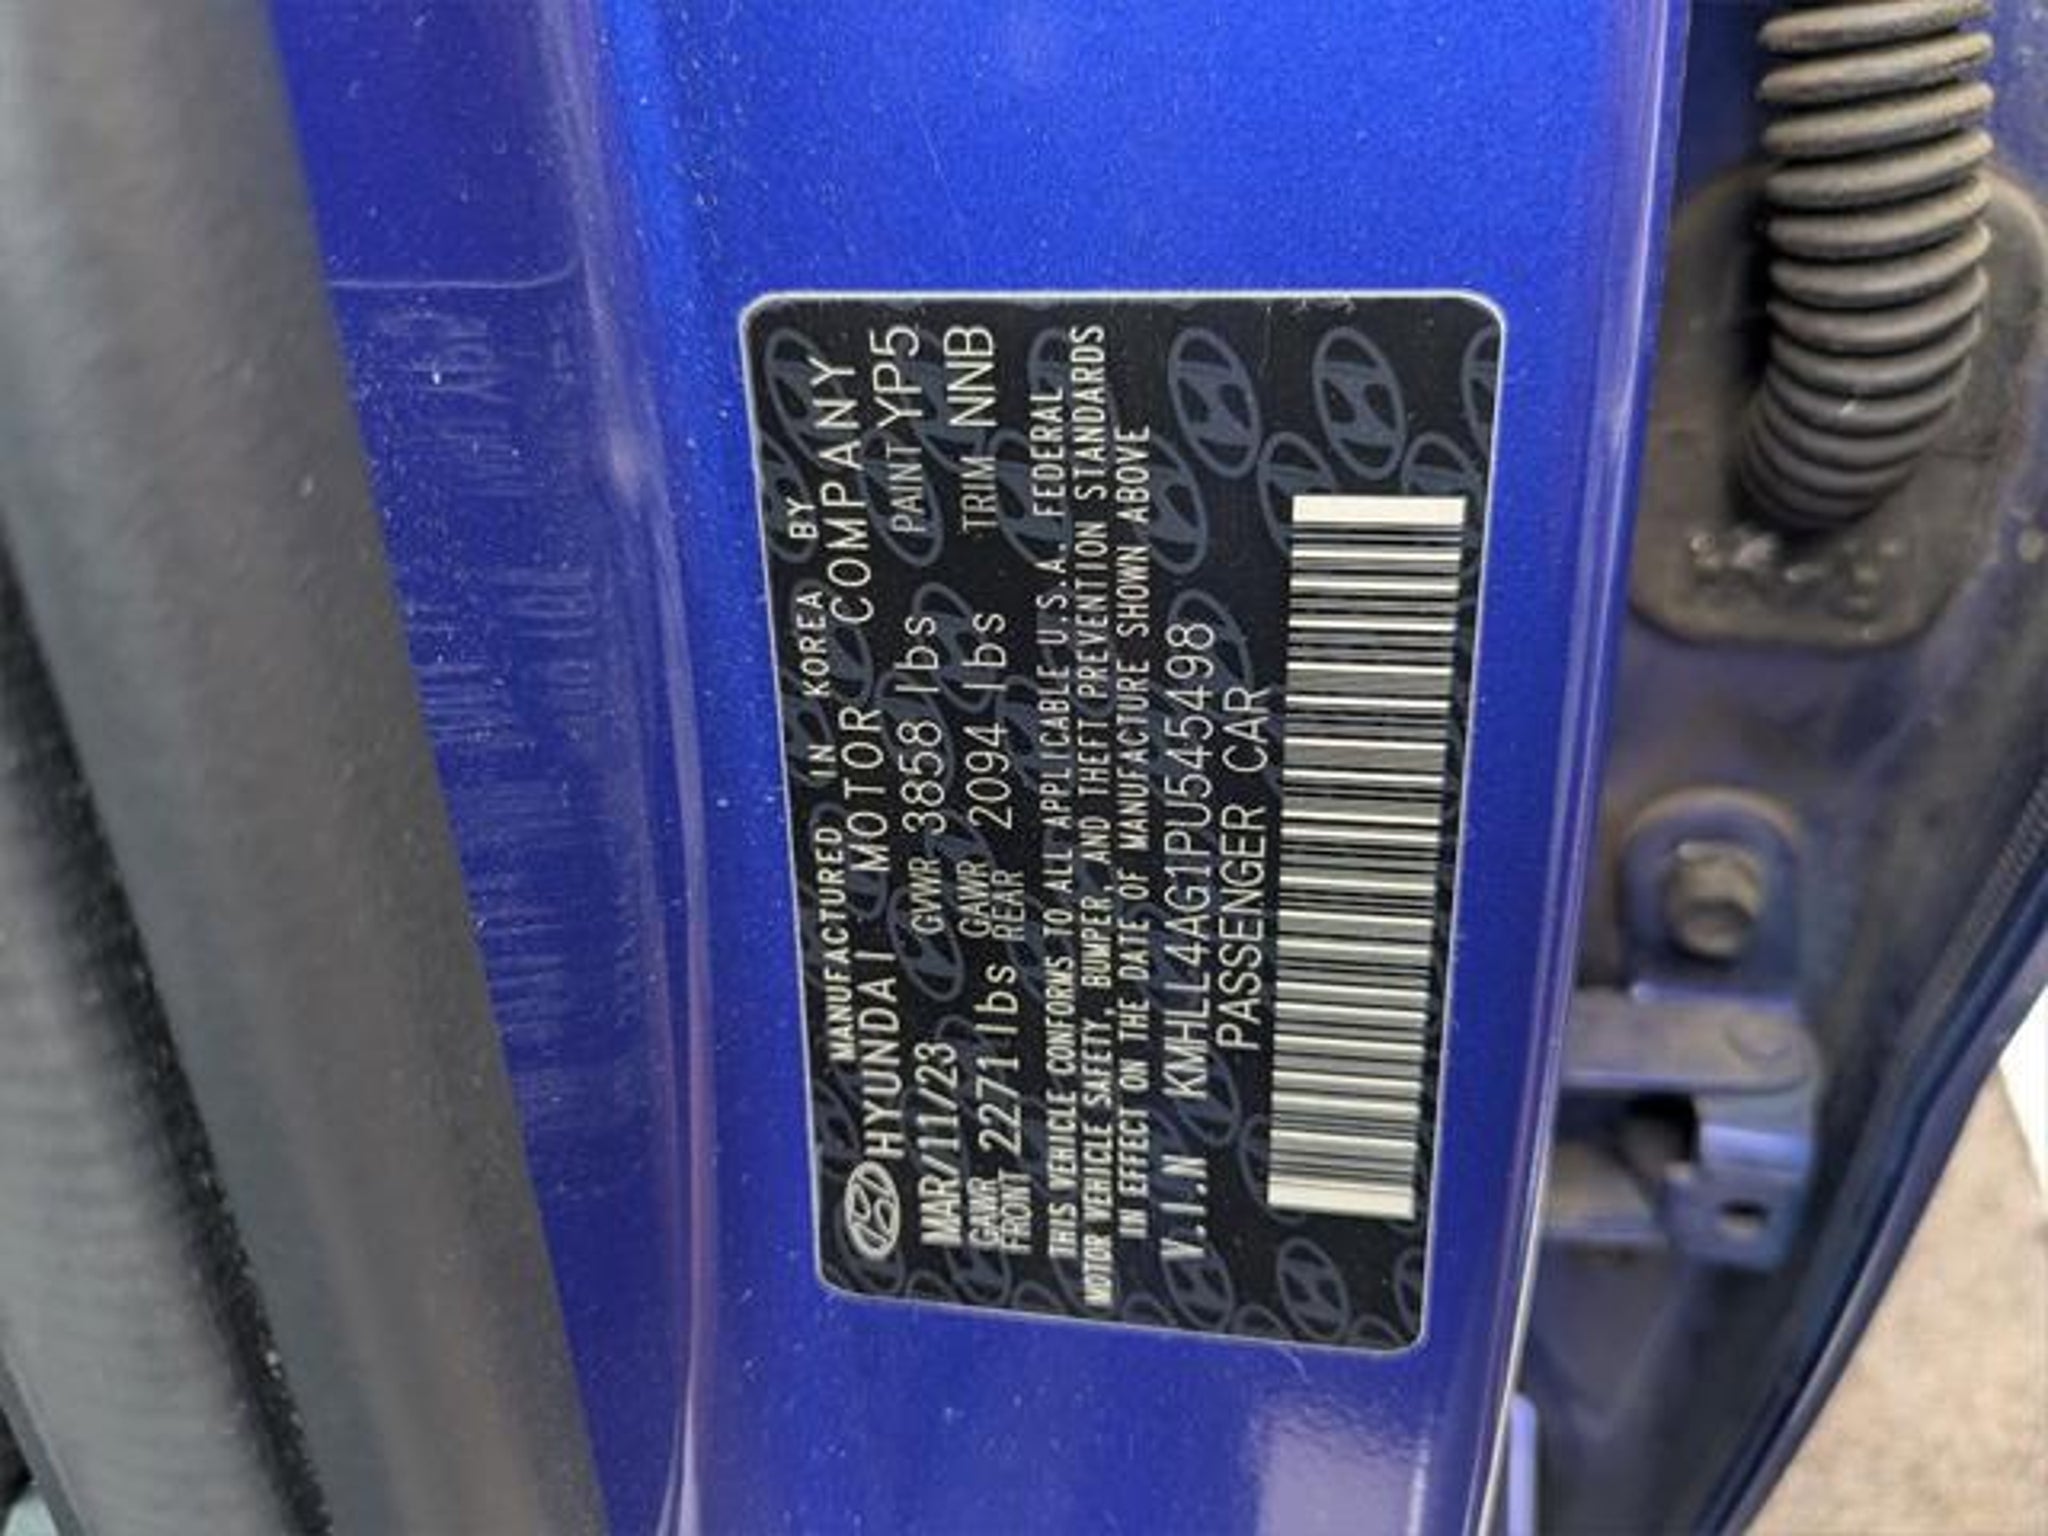 MANUFACTURED IN KOREA BY
HYUNDAI MOTOR COMPANY
MAR/11/23 GVWR 3858 lbs PAINT YP5
GAWR FRONT 2271 lbs GAWR REAR 2094 lbs TRIM NNB
THIS VEHICLE CONFORMS TO ALL APPLICABLE U.S.A. FEDERAL
MOTOR VEHICLE SAFETY, BUMPER, AND THEFT PREVENTION STANDARDS
IN EFFECT ON THE DATE OF MANUFACTURE SHOWN ABOVE
V.I.N KMHLL4AG1PU545498
PASSENGER CAR